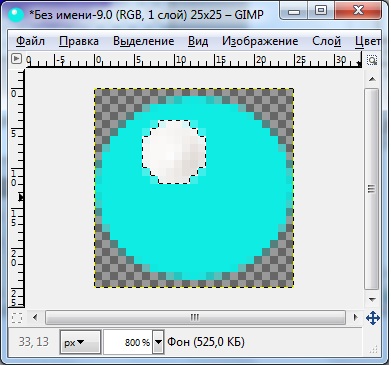 *Без имени-9.0 (RGB, 1 слой) 25x25 – GIMP
Файл Правка Выделение Вид Изображение Слой Цвет
0 5 10 15 20 25 30
0
5
10
15
20
25
33, 13 px 800 % Фон (525,0 КБ)